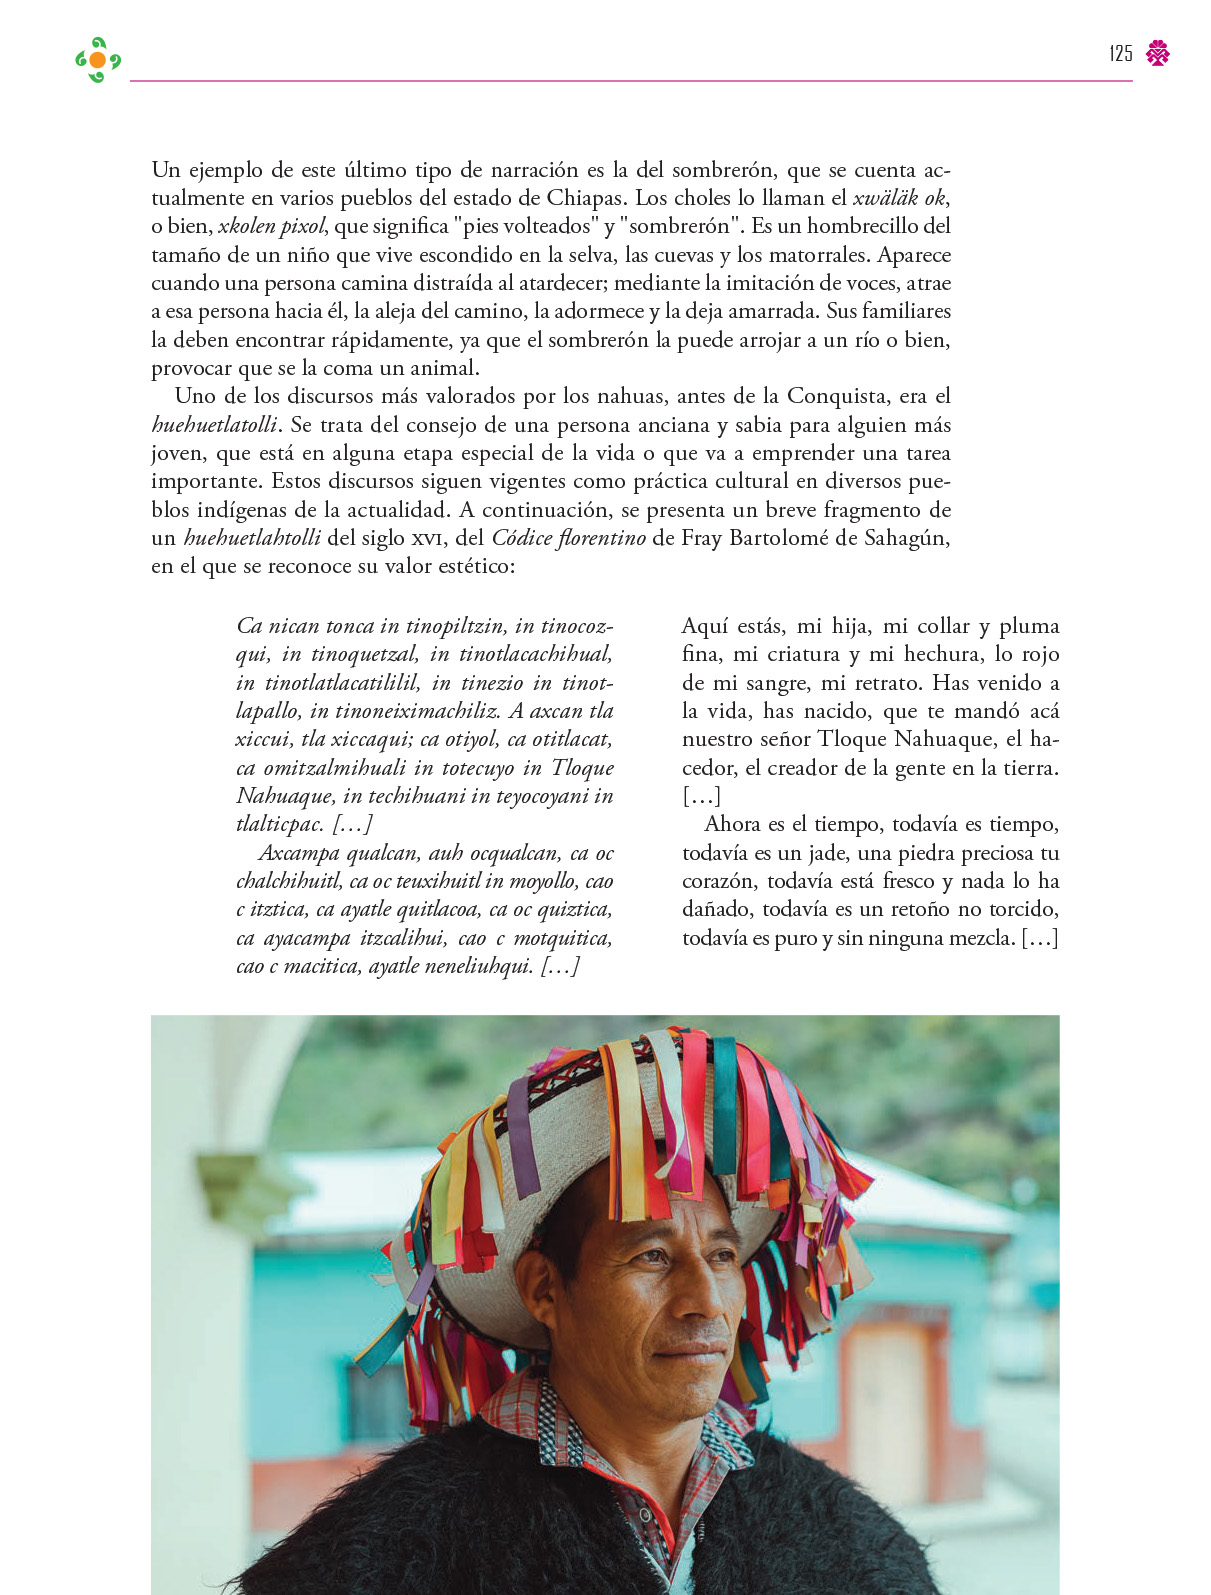 125
Un ejemplo de este último tipo de narración es la del sombrerón, que se cuenta ac-
tualmente en varios pueblos del estado de Chiapas. Los choles lo llaman el xwäläk ok,
o bien, xkolen pixol, que significa "pies volteados" y "sombrerón". Es un hombrecillo del
tamaño de un niño que vive escondido en la selva, las cuevas y los matorrales. Aparece
cuando una persona camina distraída al atardecer; mediante la imitación de voces, atrae
a esa persona hacia él, la aleja del camino, la adormece y la deja amarrada. Sus familiares
la deben encontrar rápidamente, ya que el sombrerón la puede arrojar a un río o bien,
provocar que se la coma un animal.
Uno de los discursos más valorados por los nahuas, antes de la Conquista, era el
huehuetlatolli. Se trata del consejo de una persona anciana y sabia para alguien más
joven, que está en alguna etapa especial de la vida o que va a emprender una tarea
importante. Estos discursos siguen vigentes como práctica cultural en diversos pue-
blos indígenas de la actualidad. A continuación, se presenta un breve fragmento de
un huehuetlahtolli del siglo XVI, del Códice florentino de Fray Bartolomé de Sahagún,
en el que se reconoce su valor estético:
Ca nican tonca in tinopiltzin, in tinocoz-
qui, in tinoquetzal, in tinotlacachihual,
in tinotlatlacatililil, in tinezio in tinot-
lapallo, in tinoneiximachiliz. A axcan tla
xiccui, tla xiccaqui; ca otiyol, ca otitlacat,
ca omitzalmihuali in totecuyo in Tloque
Nahuaque, in techihuani in teyocoyani in
tlalticpac. […]
Axcampa qualcan, auh ocqualcan, ca oc
chalchihuitl, ca oc teuxihuitl in moyollo, cao
c itztica, ca ayatle quitlacoa, ca oc quiztica,
ca ayacampa itzcalihui, cao c motquitica,
cao c macitica, ayatle neneliuhqui. […]
Aquí estás, mi hija, mi collar y pluma
fina, mi criatura y mi hechura, lo rojo
de mi sangre, mi retrato. Has venido a
la vida, has nacido, que te mandó acá
nuestro señor Tloque Nahuaque, el ha-
cedor, el creador de la gente en la tierra.
[…]
Ahora es el tiempo, todavía es tiempo,
todavía es un jade, una piedra preciosa tu
corazón, todavía está fresco y nada lo ha
dañado, todavía es un retoño no torcido,
todavía es puro y sin ninguna mezcla. […]